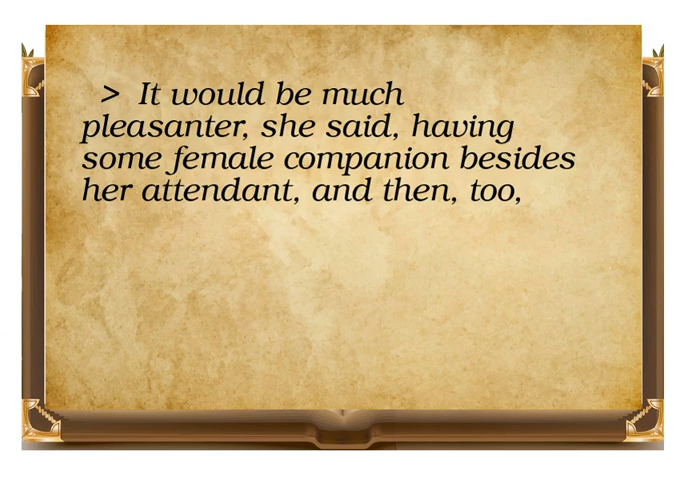 > It would be much
pleasanter, she said, having
some female companion besides
her attendant, and then, too,